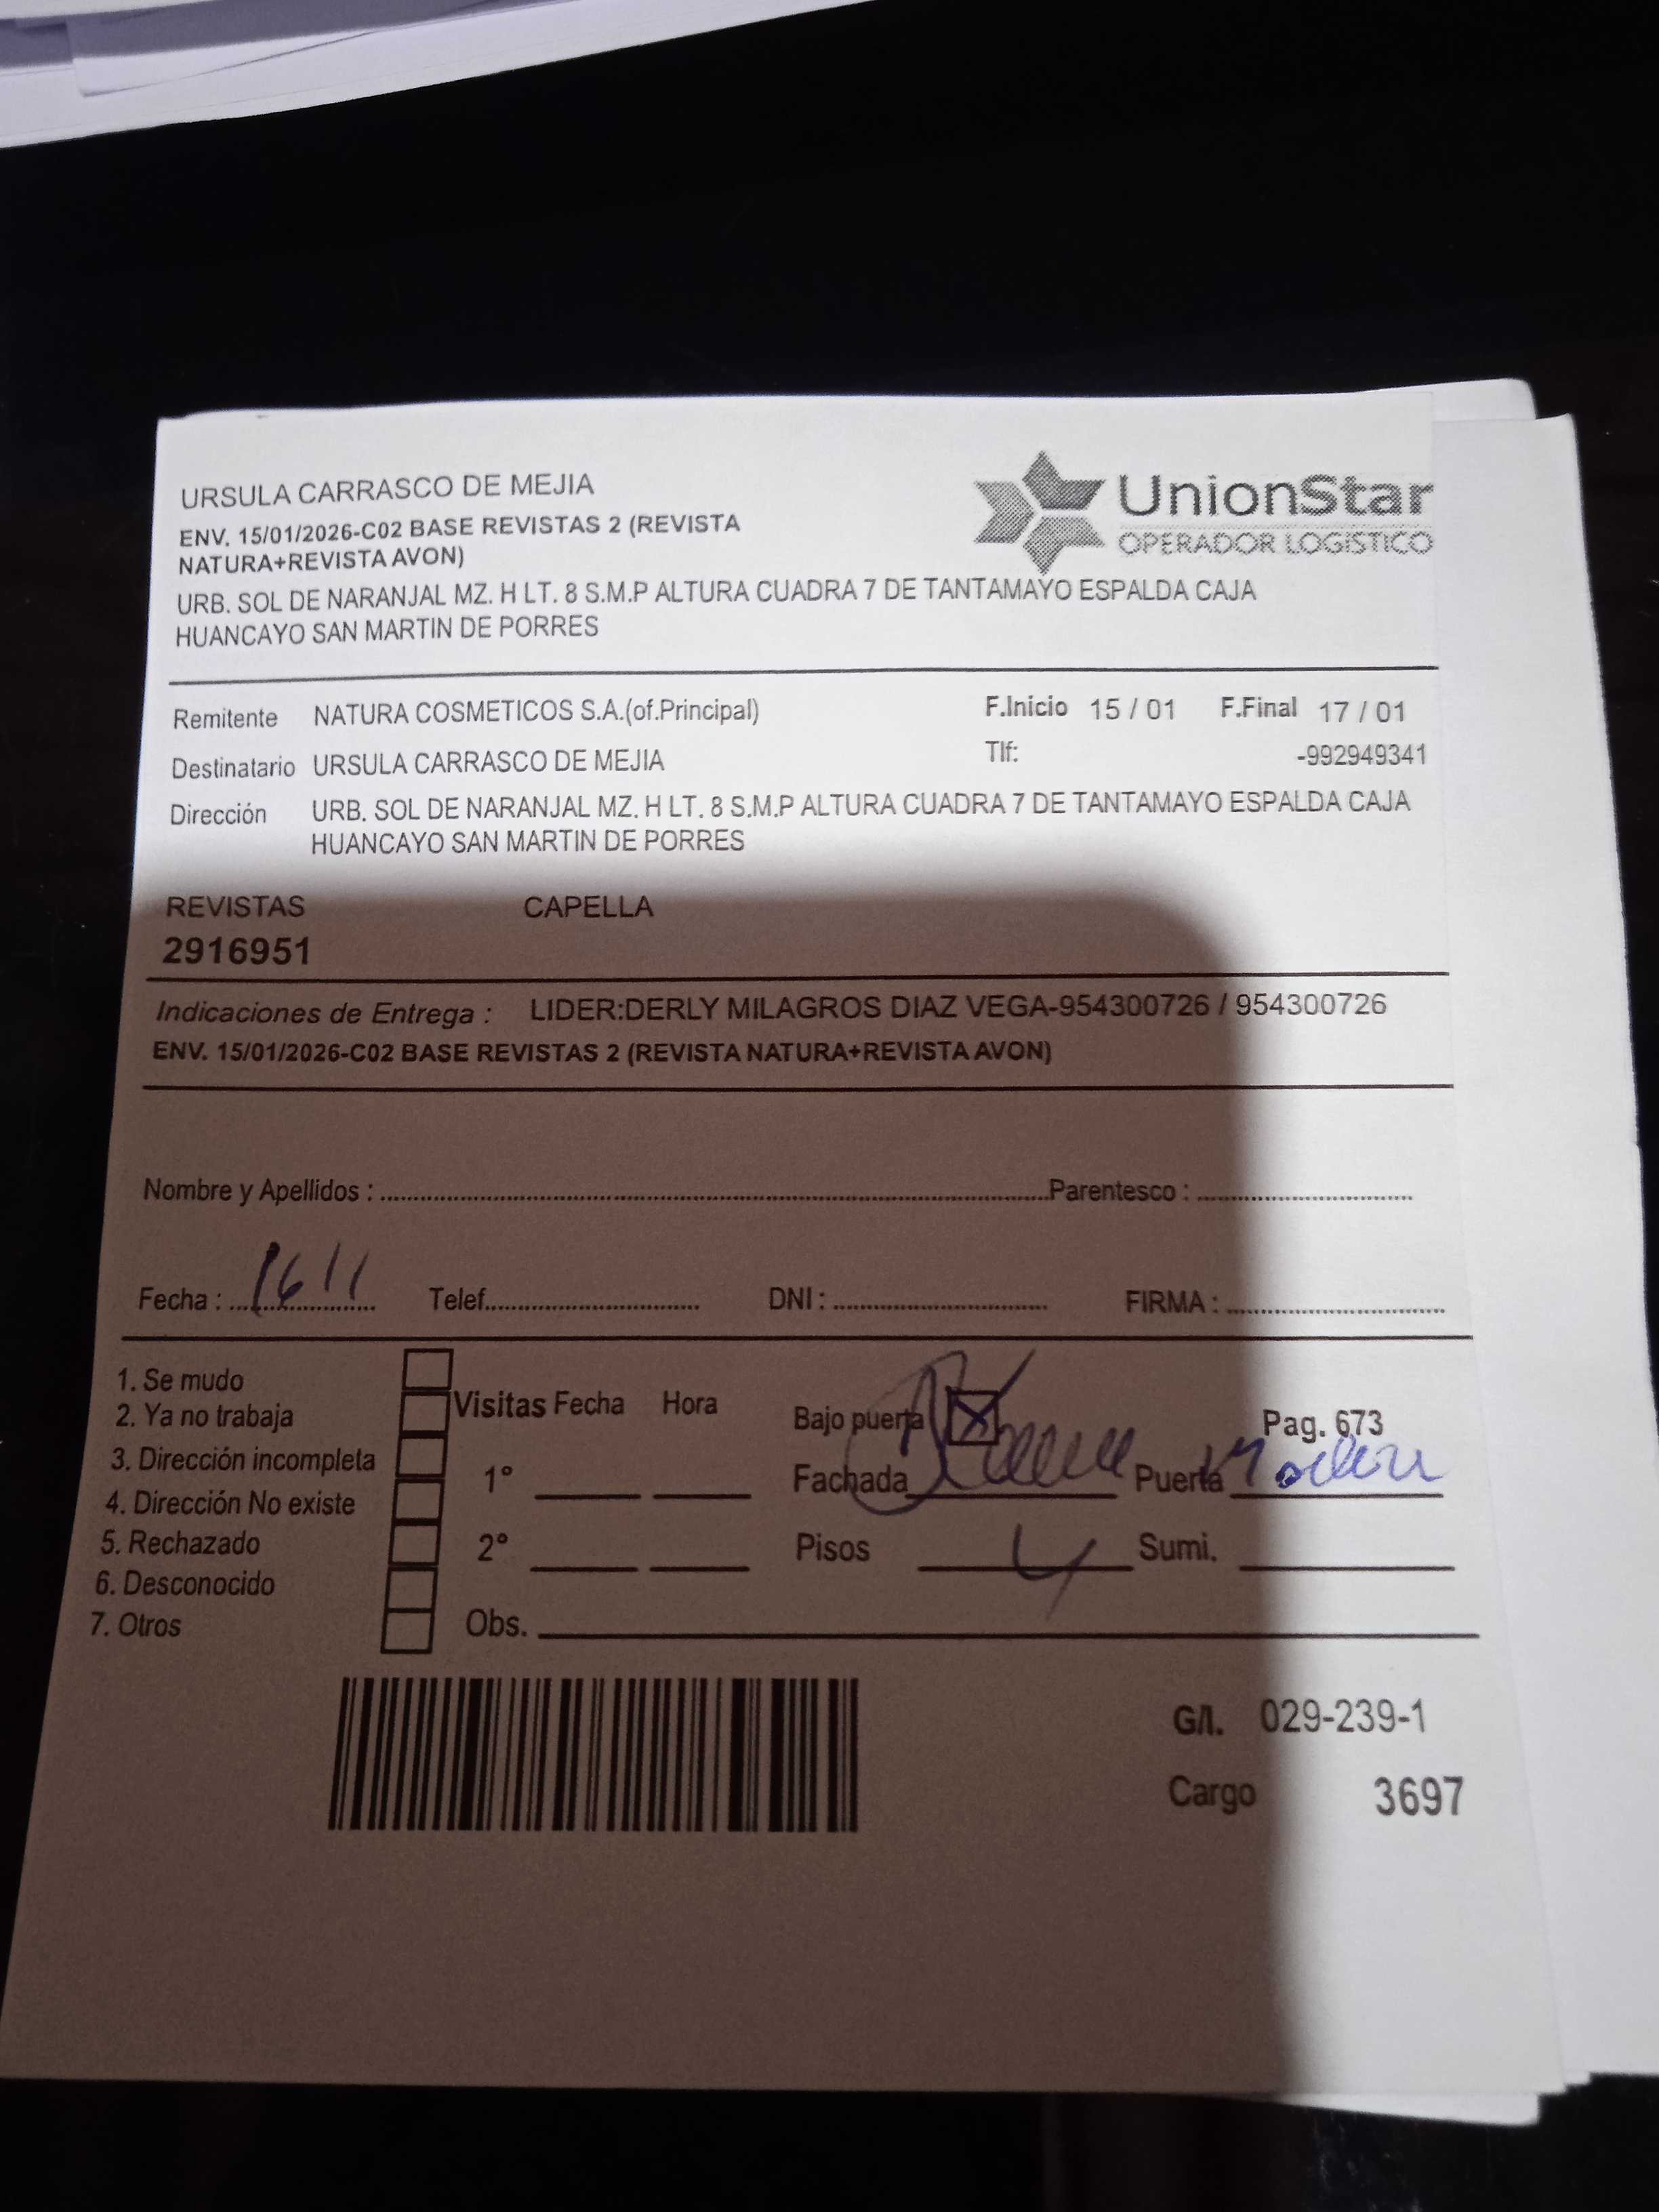 URSULA CARRASCO DE MEJIA
ENV. 15/01/2026-C02 BASE REVISTAS 2 (REVISTA
NATURA+REVISTA AVON)
URB. SOL DE NARANJAL MZ. H LT. 8 S.M.P ALTURA CUADRA 7 DE TANTAMAYO ESPALDA CAJA
HUANCAYO SAN MARTIN DE PORRES
UnionStar
OPERADOR LOGíSTICO
Remitente NATURA COSMETICOS S.A.(of.Principal) F.Inicio 15 / 01 F.Final 17 / 01
Destinatario URSULA CARRASCO DE MEJIA Tlf: -992949341
Dirección URB. SOL DE NARANJAL MZ. H LT. 8 S.M.P ALTURA CUADRA 7 DE TANTAMAYO ESPALDA CAJA
HUANCAYO SAN MARTIN DE PORRES
REVISTAS CAPELLA
2916951
Indicaciones de Entrega : LIDER:DERLY MILAGROS DIAZ VEGA-954300726 / 954300726
ENV. 15/01/2026-C02 BASE REVISTAS 2 (REVISTA NATURA+REVISTA AVON)
Nombre y Apellidos : Parentesco :
Fecha : 16 / 1 Telef. DNI : FIRMA :
1. Se mudo
2. Ya no trabaja
3. Dirección incompleta
4. Dirección No existe
5. Rechazado
6. Desconocido
7. Otros
Visitas Fecha Hora
1°
2°
Obs.
Bajo puerta X Pag. 673
Fachada Puerta
Pisos 4 Sumi.
G/I. 029-239-1
Cargo 3697